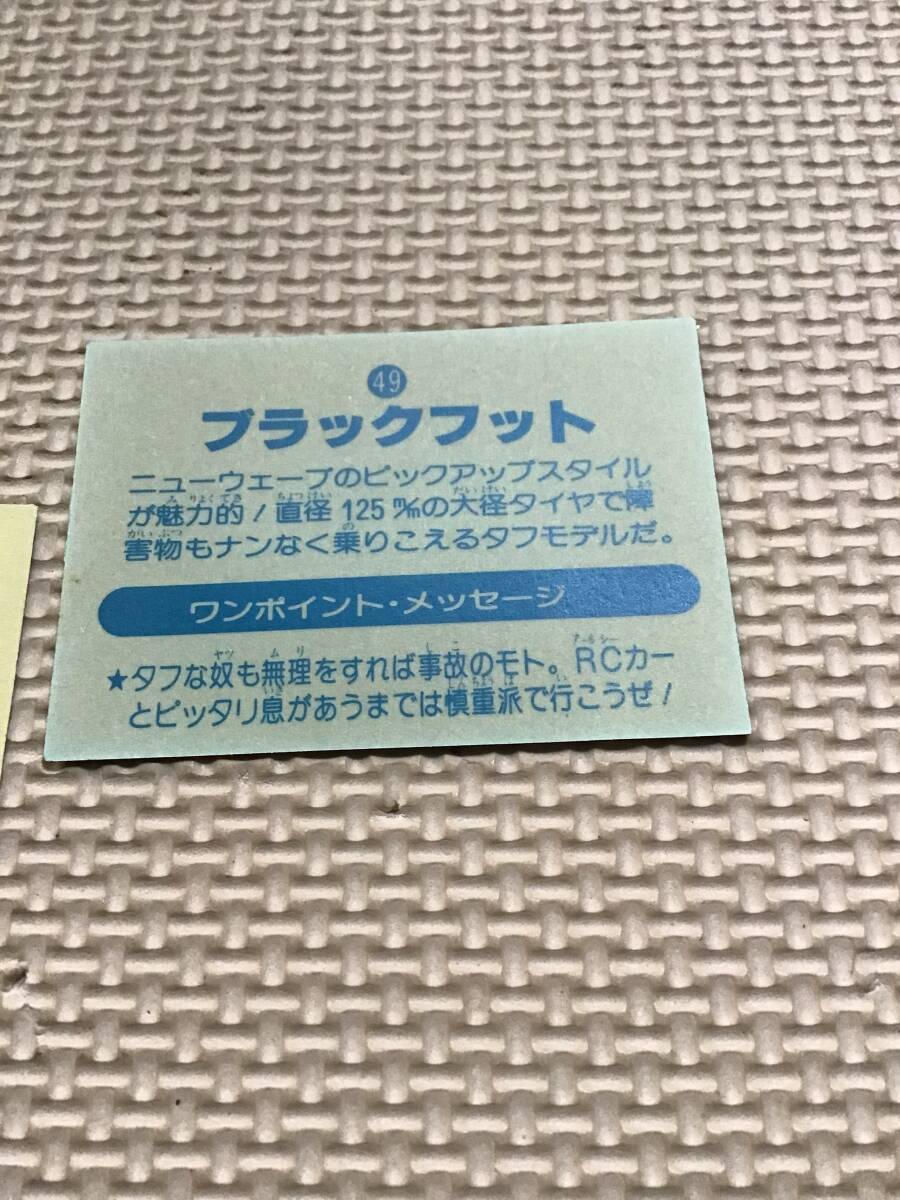 49
ブラックフット
ニューウェーブのピックアップスタイル
が魅力的!直径125㎜の大径タイヤで障
害物もナンなく乗りこえるタフモデルだ。
ワンポイント・メッセージ
★タフな奴も無理をすれば事故のモト。RCカー
とピッタリ息があうまでは慎重派で行こうぜ!